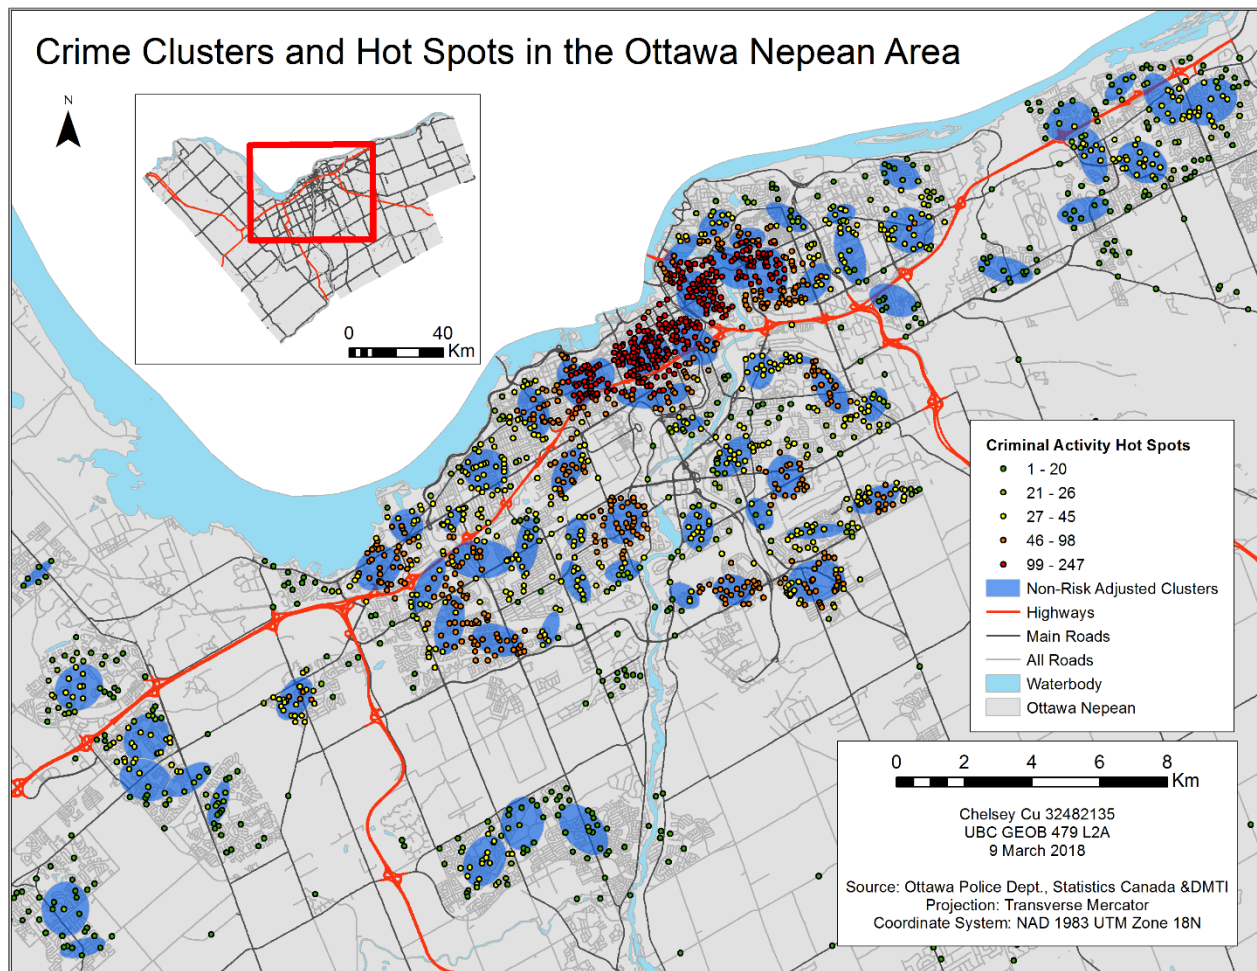 Crime Clusters and Hot Spots in the Ottawa Nepean Area
N
0 40
Km
Criminal Activity Hot Spots
1 - 20
21 - 26
27 - 45
46 - 98
99 - 247
Non-Risk Adjusted Clusters
Highways
Main Roads
All Roads
Waterbody
Ottawa Nepean
0 2 4 6 8
Km
Chelsey Cu 32482135
UBC GEOB 479 L2A
9 March 2018
Source: Ottawa Police Dept., Statistics Canada &DMTI
Projection: Transverse Mercator
Coordinate System: NAD 1983 UTM Zone 18N